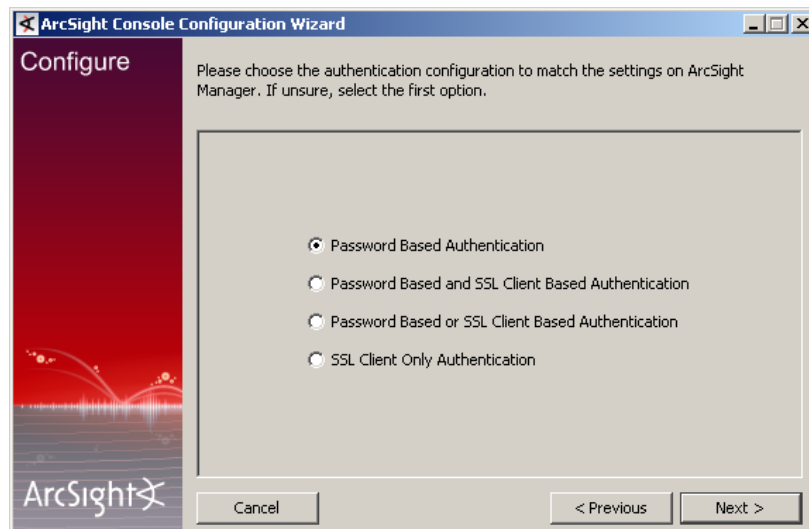 ArcSight Console Configuration Wizard
Configure
Please choose the authentication configuration to match the settings on ArcSight
Manager. If unsure, select the first option.
Password Based Authentication
Password Based and SSL Client Based Authentication
Password Based or SSL Client Based Authentication
SSL Client Only Authentication
ArcSight
Cancel
< Previous
Next >